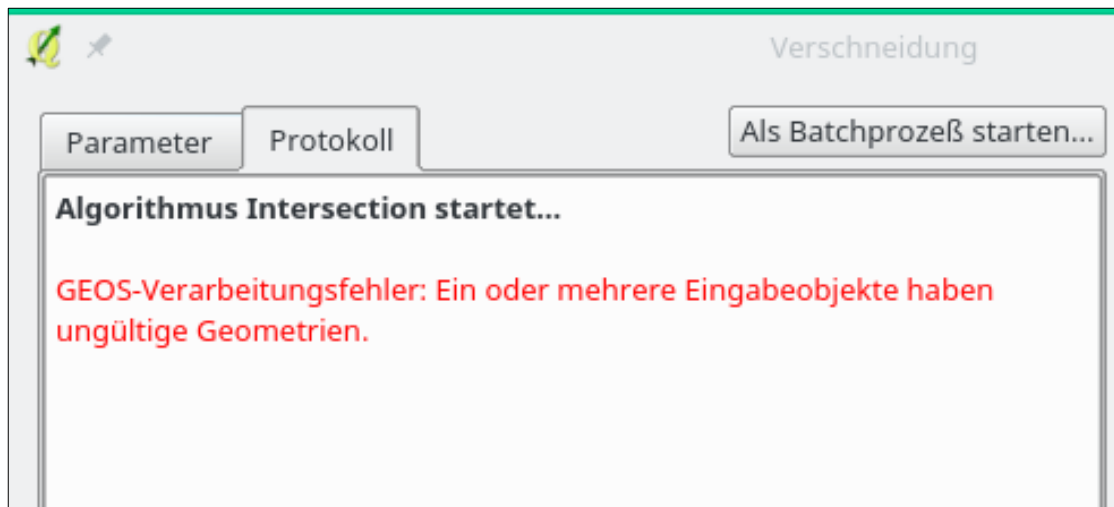 Verschneidung
Parameter
Protokoll
Als Batchprozeß starten...
Algorithmus Intersection startet...
GEOS-Verarbeitungsfehler: Ein oder mehrere Eingabeobjekte haben
ungültige Geometrien.